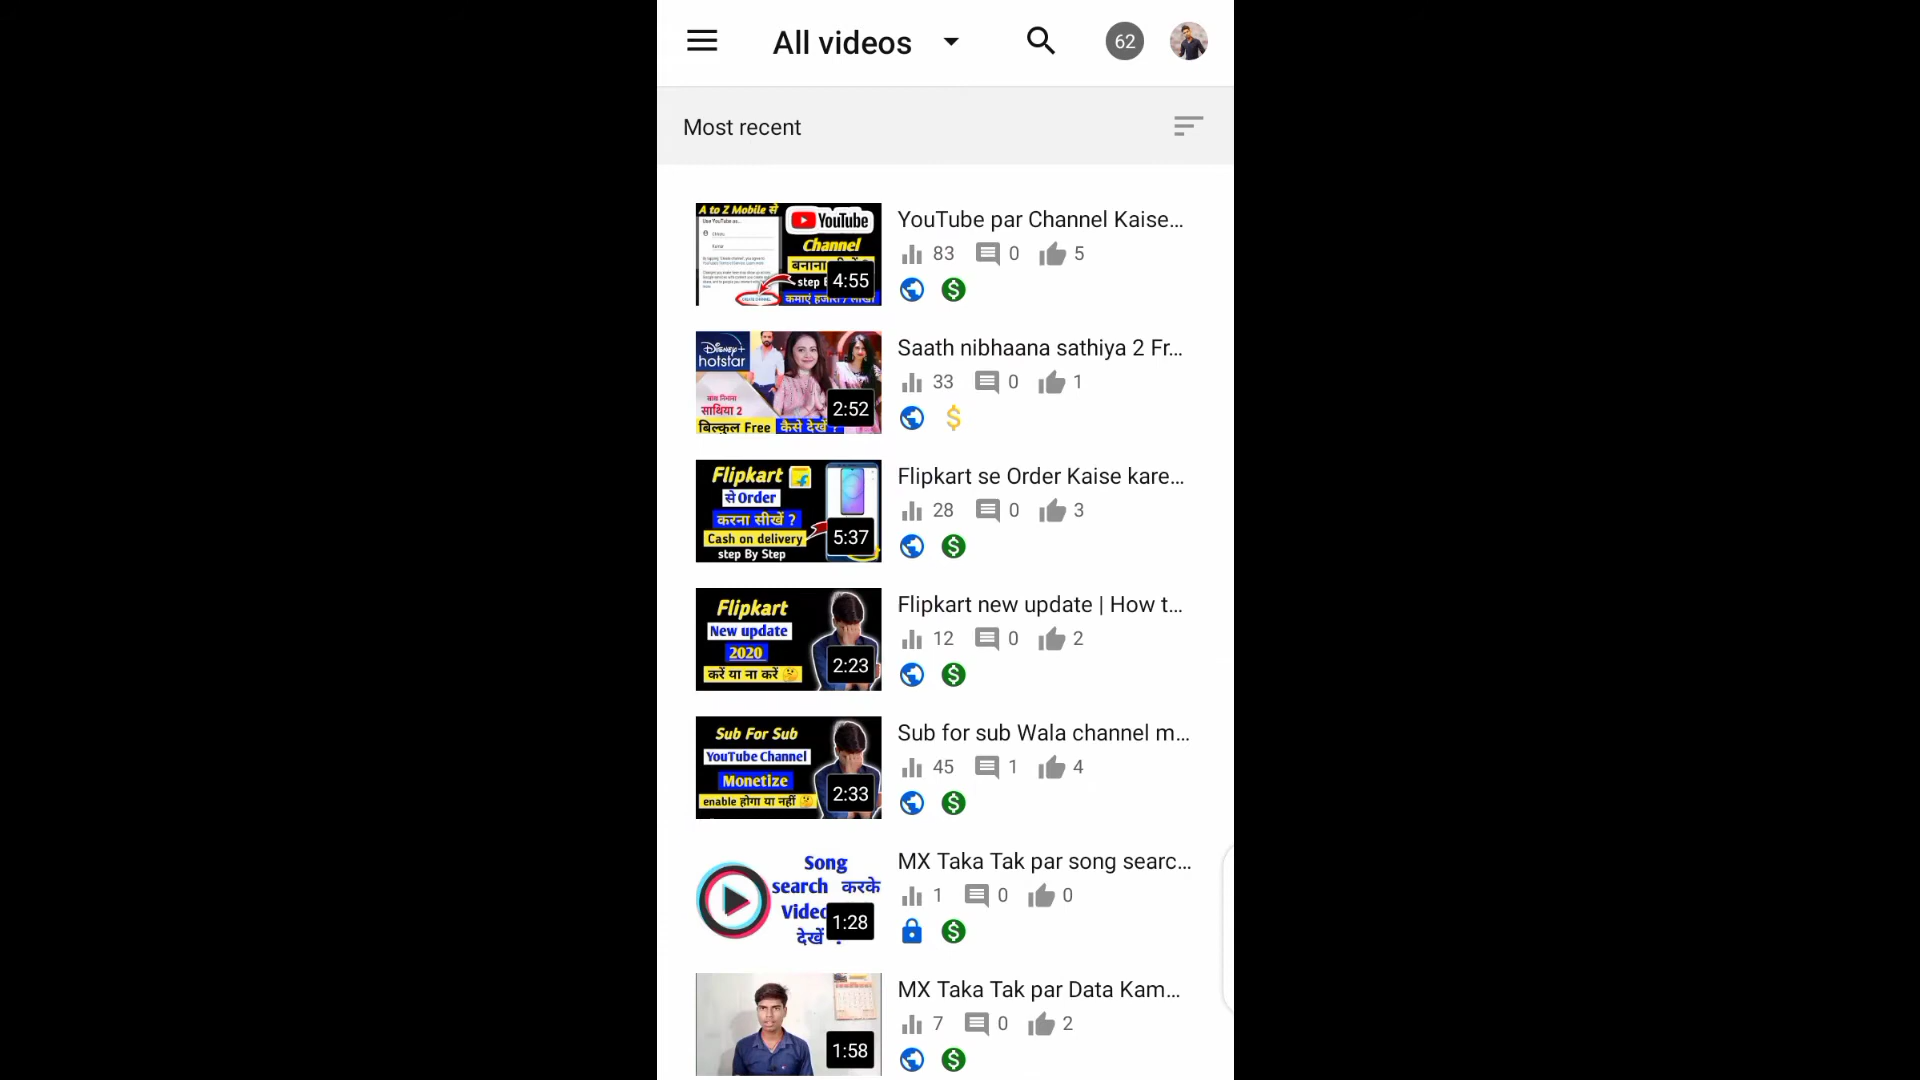 All videos
62
Most recent
A to Z Mobile से
YouTube
Channel
बनाना
step
4:55
YouTube par Channel Kaise...
83 0 5
Disney+
hotstar
साथ निभाना
साथिया 2
बिल्कुल Free कैसे देखें ?
2:52
Saath nibhaana sathiya 2 Fr...
33 0 1
Flipkart
से Order
करना सीखें ?
Cash on delivery
step By Step
5:37
Flipkart se Order Kaise kare...
28 0 3
Flipkart
New update
2020
करें या ना करें
2:23
Flipkart new update | How t...
12 0 2
Sub For Sub
YouTube Channel
Monetize
enable होगा या नहीं
2:33
Sub for sub Wala channel m...
45 1 4
Song
search करके
Video
देखें ?
1:28
MX Taka Tak par song searc...
1 0 0
1:58
MX Taka Tak par Data Kam...
7 0 2